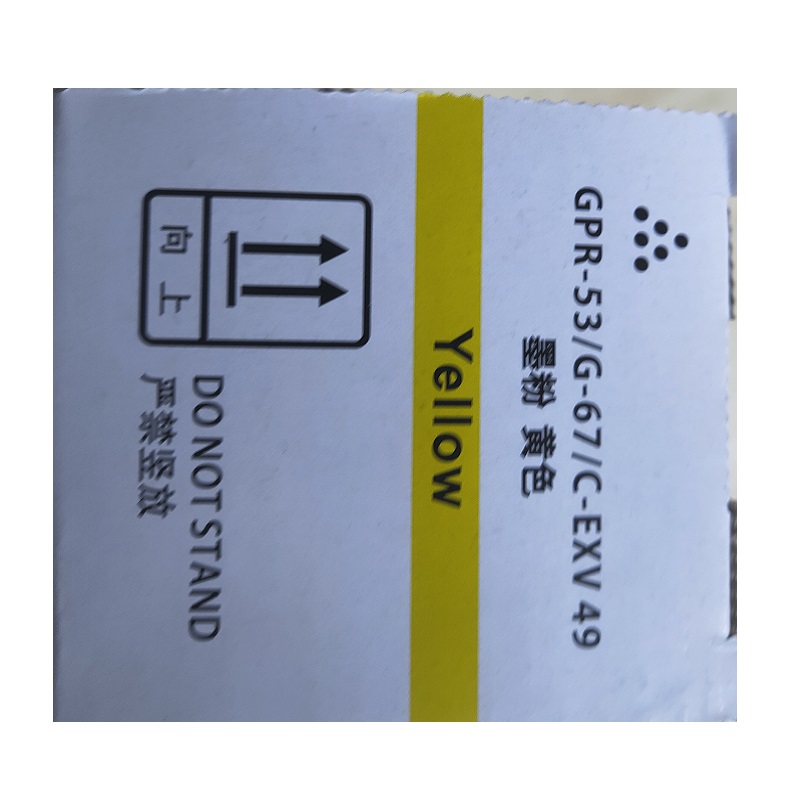 GPR-53/G-67/C-EXV 49
墨粉 黄色
Yellow
向上
DO NOT STAND
严禁竖放